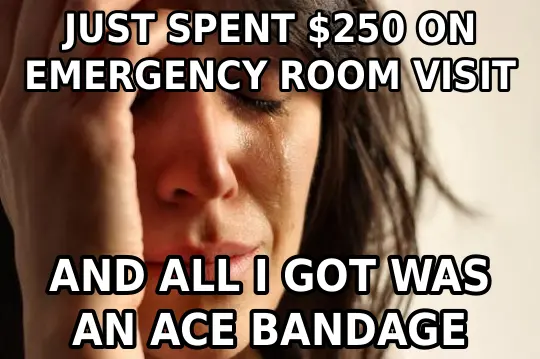 JUST SPENT $250 ON
EMERGENCY ROOM VISIT
AND ALL I GOT WAS
AN ACE BANDAGE